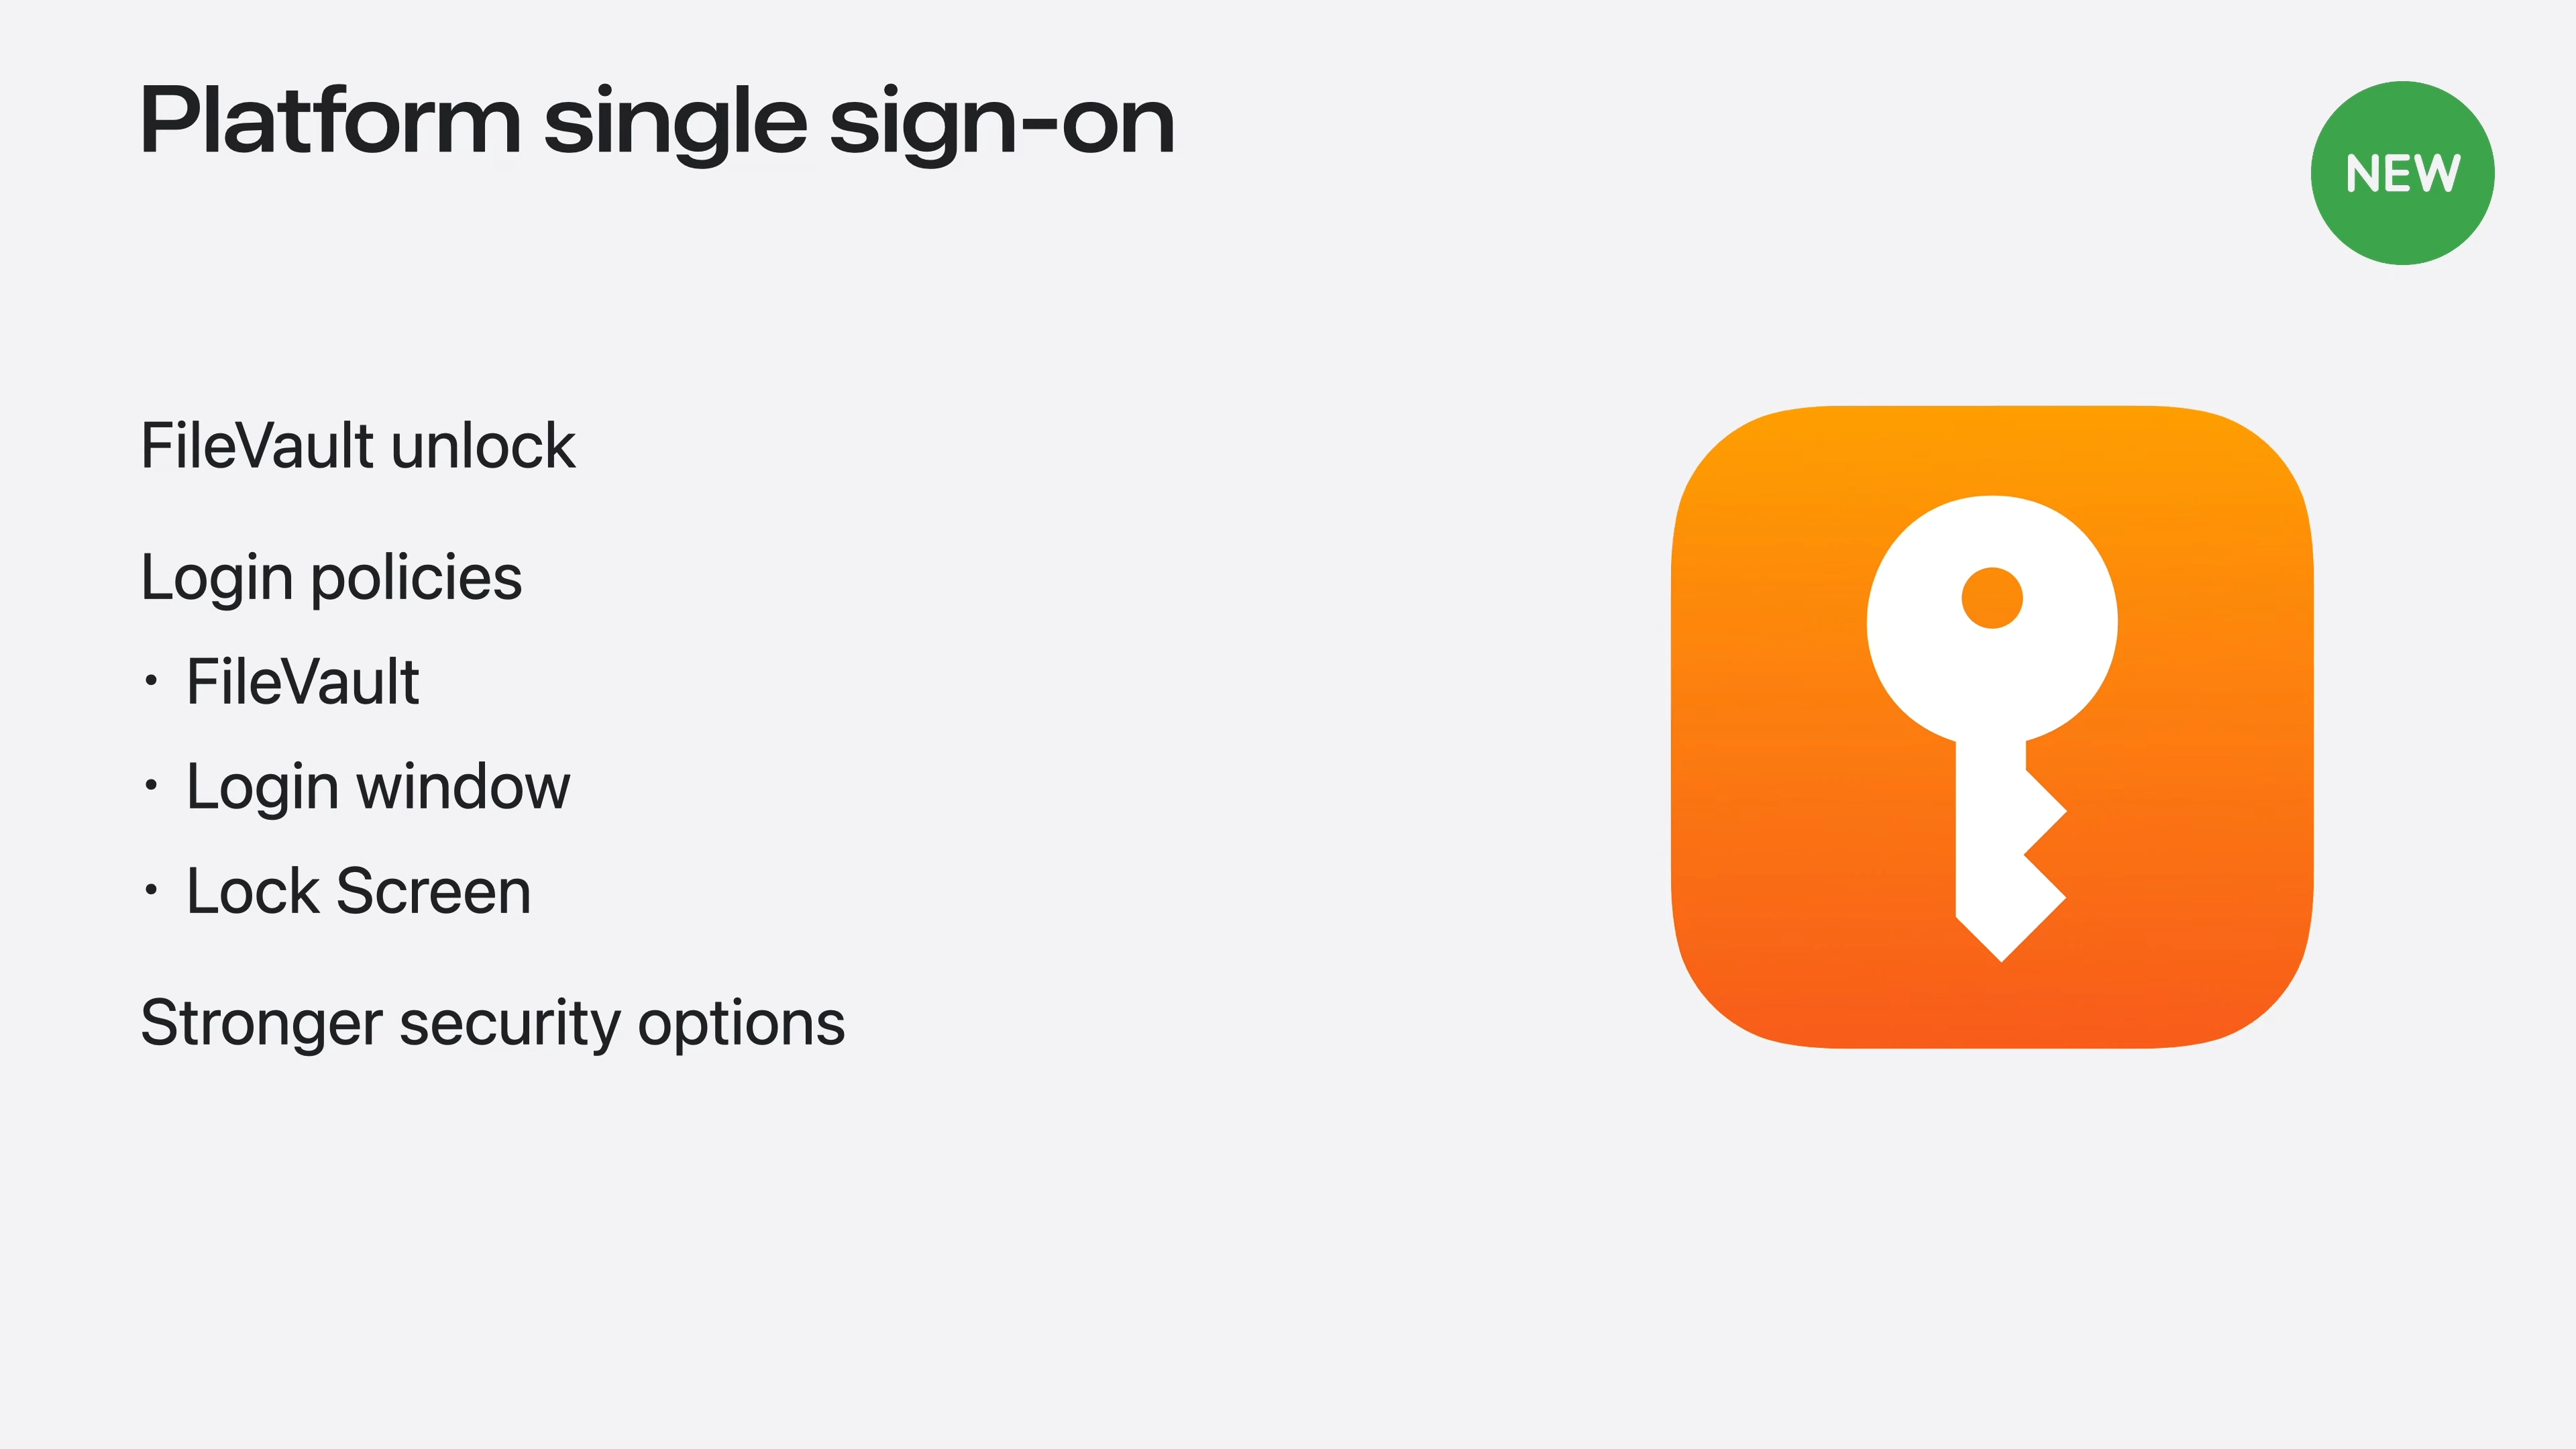 Platform single sign-on
NEW
FileVault unlock
Login policies
• FileVault
• Login window
• Lock Screen
Stronger security options